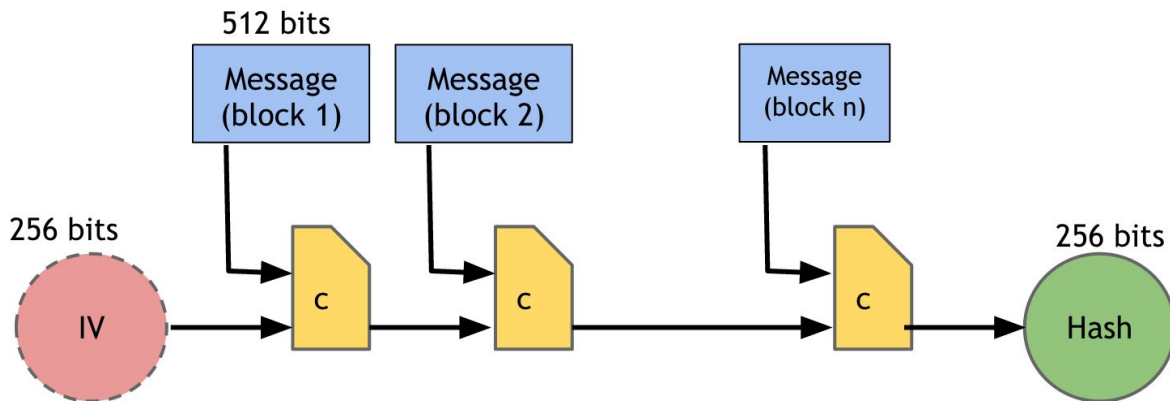 512 bits
Message
(block 1)
Message
(block 2)
Message
(block n)
256 bits
IV
c
c
c
256 bits
Hash